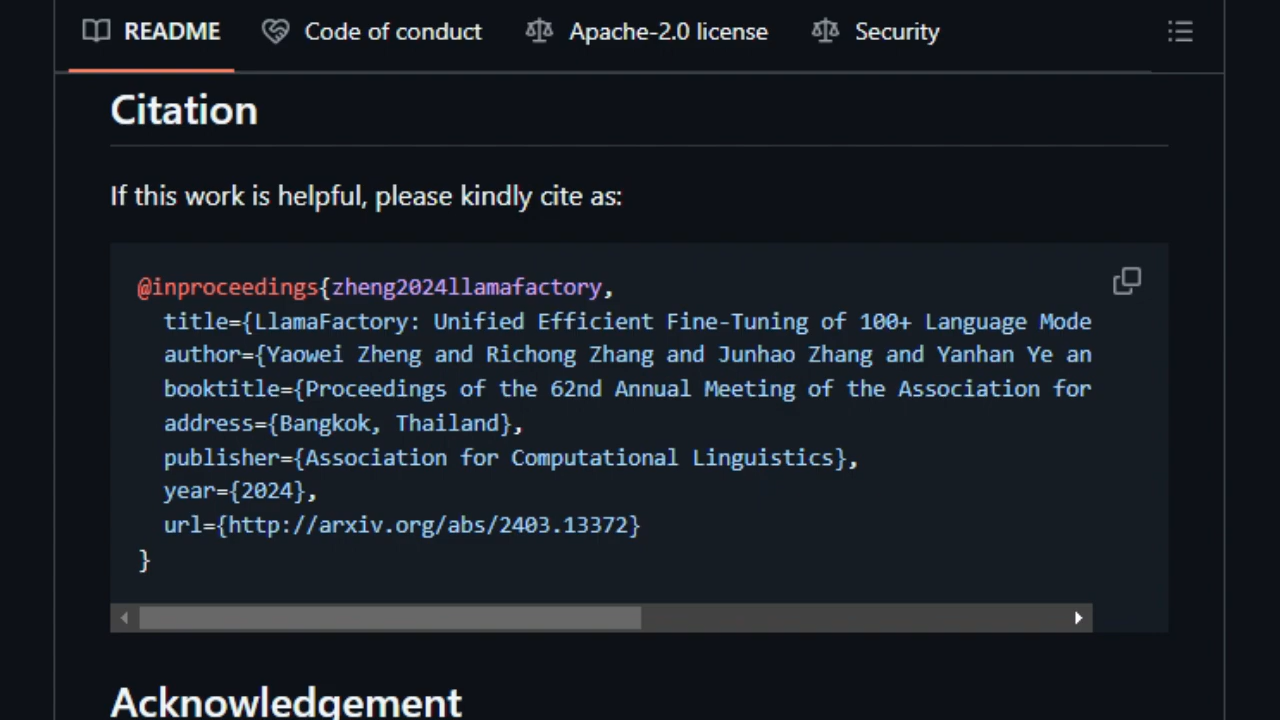 README Code of conduct Apache-2.0 license Security
Citation
If this work is helpful, please kindly cite as:
@inproceedings{zheng2024llamafactory,
title={LlamaFactory: Unified Efficient Fine-Tuning of 100+ Language Mode
author={Yaowei Zheng and Richong Zhang and Junhao Zhang and Yanhan Ye an
booktitle={Proceedings of the 62nd Annual Meeting of the Association for
address={Bangkok, Thailand},
publisher={Association for Computational Linguistics},
year={2024},
url={http://arxiv.org/abs/2403.13372}
}
Acknowledgement